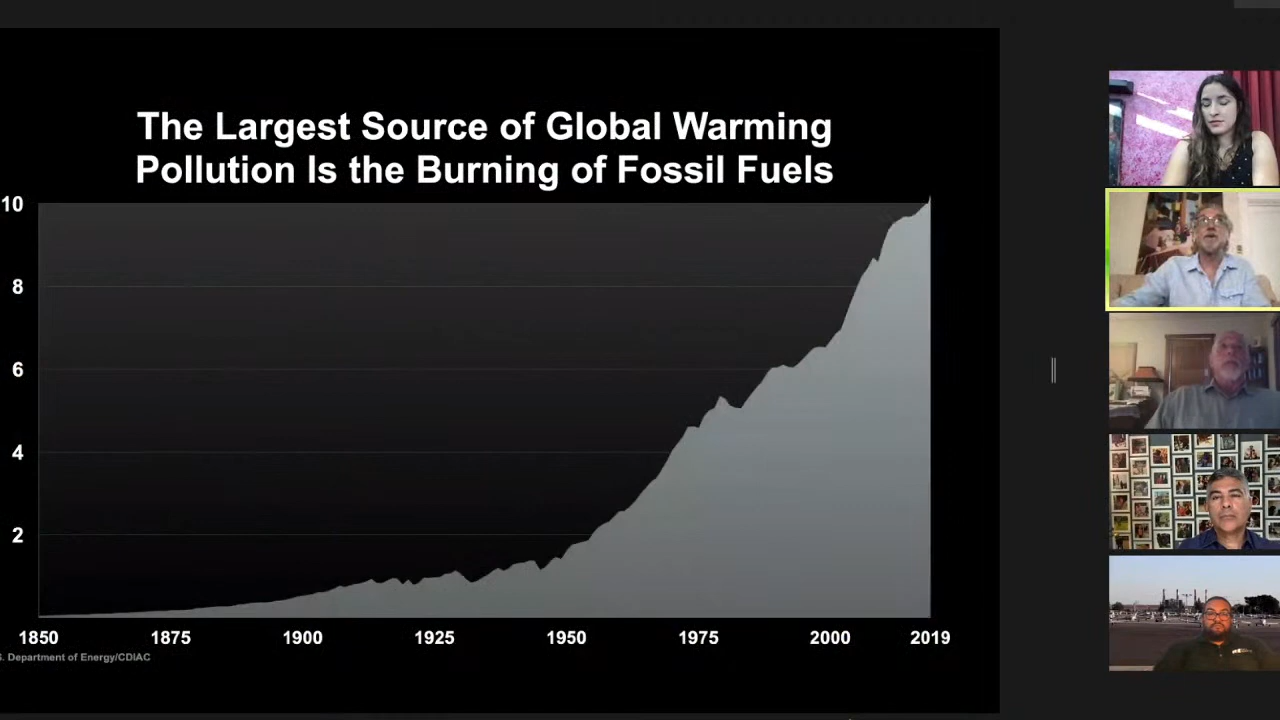 The Largest Source of Global Warming
Pollution Is the Burning of Fossil Fuels
10
8
6
4
2
1850 1875 1900 1925 1950 1975 2000 2019
Department of Energy/CDIAC